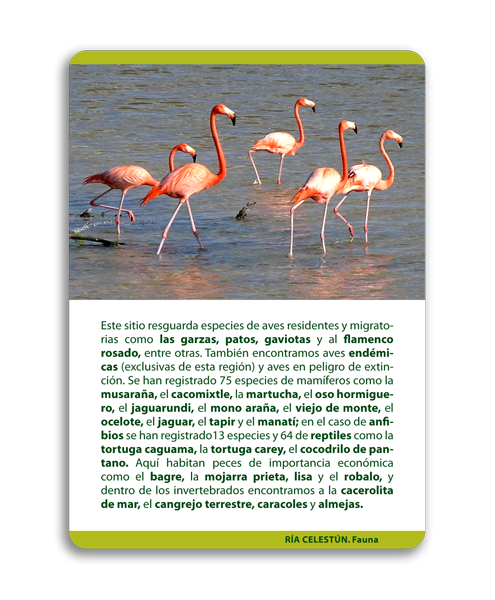 Este sitio resguarda especies de aves residentes y migrato-
rias como las garzas, patos, gaviotas y al flamenco
rosado, entre otras. También encontramos aves endémi-
cas (exclusivas de esta región) y aves en peligro de extin-
ción. Se han registrado 75 especies de mamíferos como la
musaraña, el cacomixtle, la martucha, el oso hormigue-
ro, el jaguarundi, el mono araña, el viejo de monte, el
ocelote, el jaguar, el tapir y el manatí; en el caso de anfi-
bios se han registrado13 especies y 64 de reptiles como la
tortuga caguama, la tortuga carey, el cocodrilo de pan-
tano. Aquí habitan peces de importancia económica
como el bagre, la mojarra prieta, lisa y el robalo, y
dentro de los invertebrados encontramos a la cacerolita
de mar, el cangrejo terrestre, caracoles y almejas.
RÍA CELESTÚN. Fauna